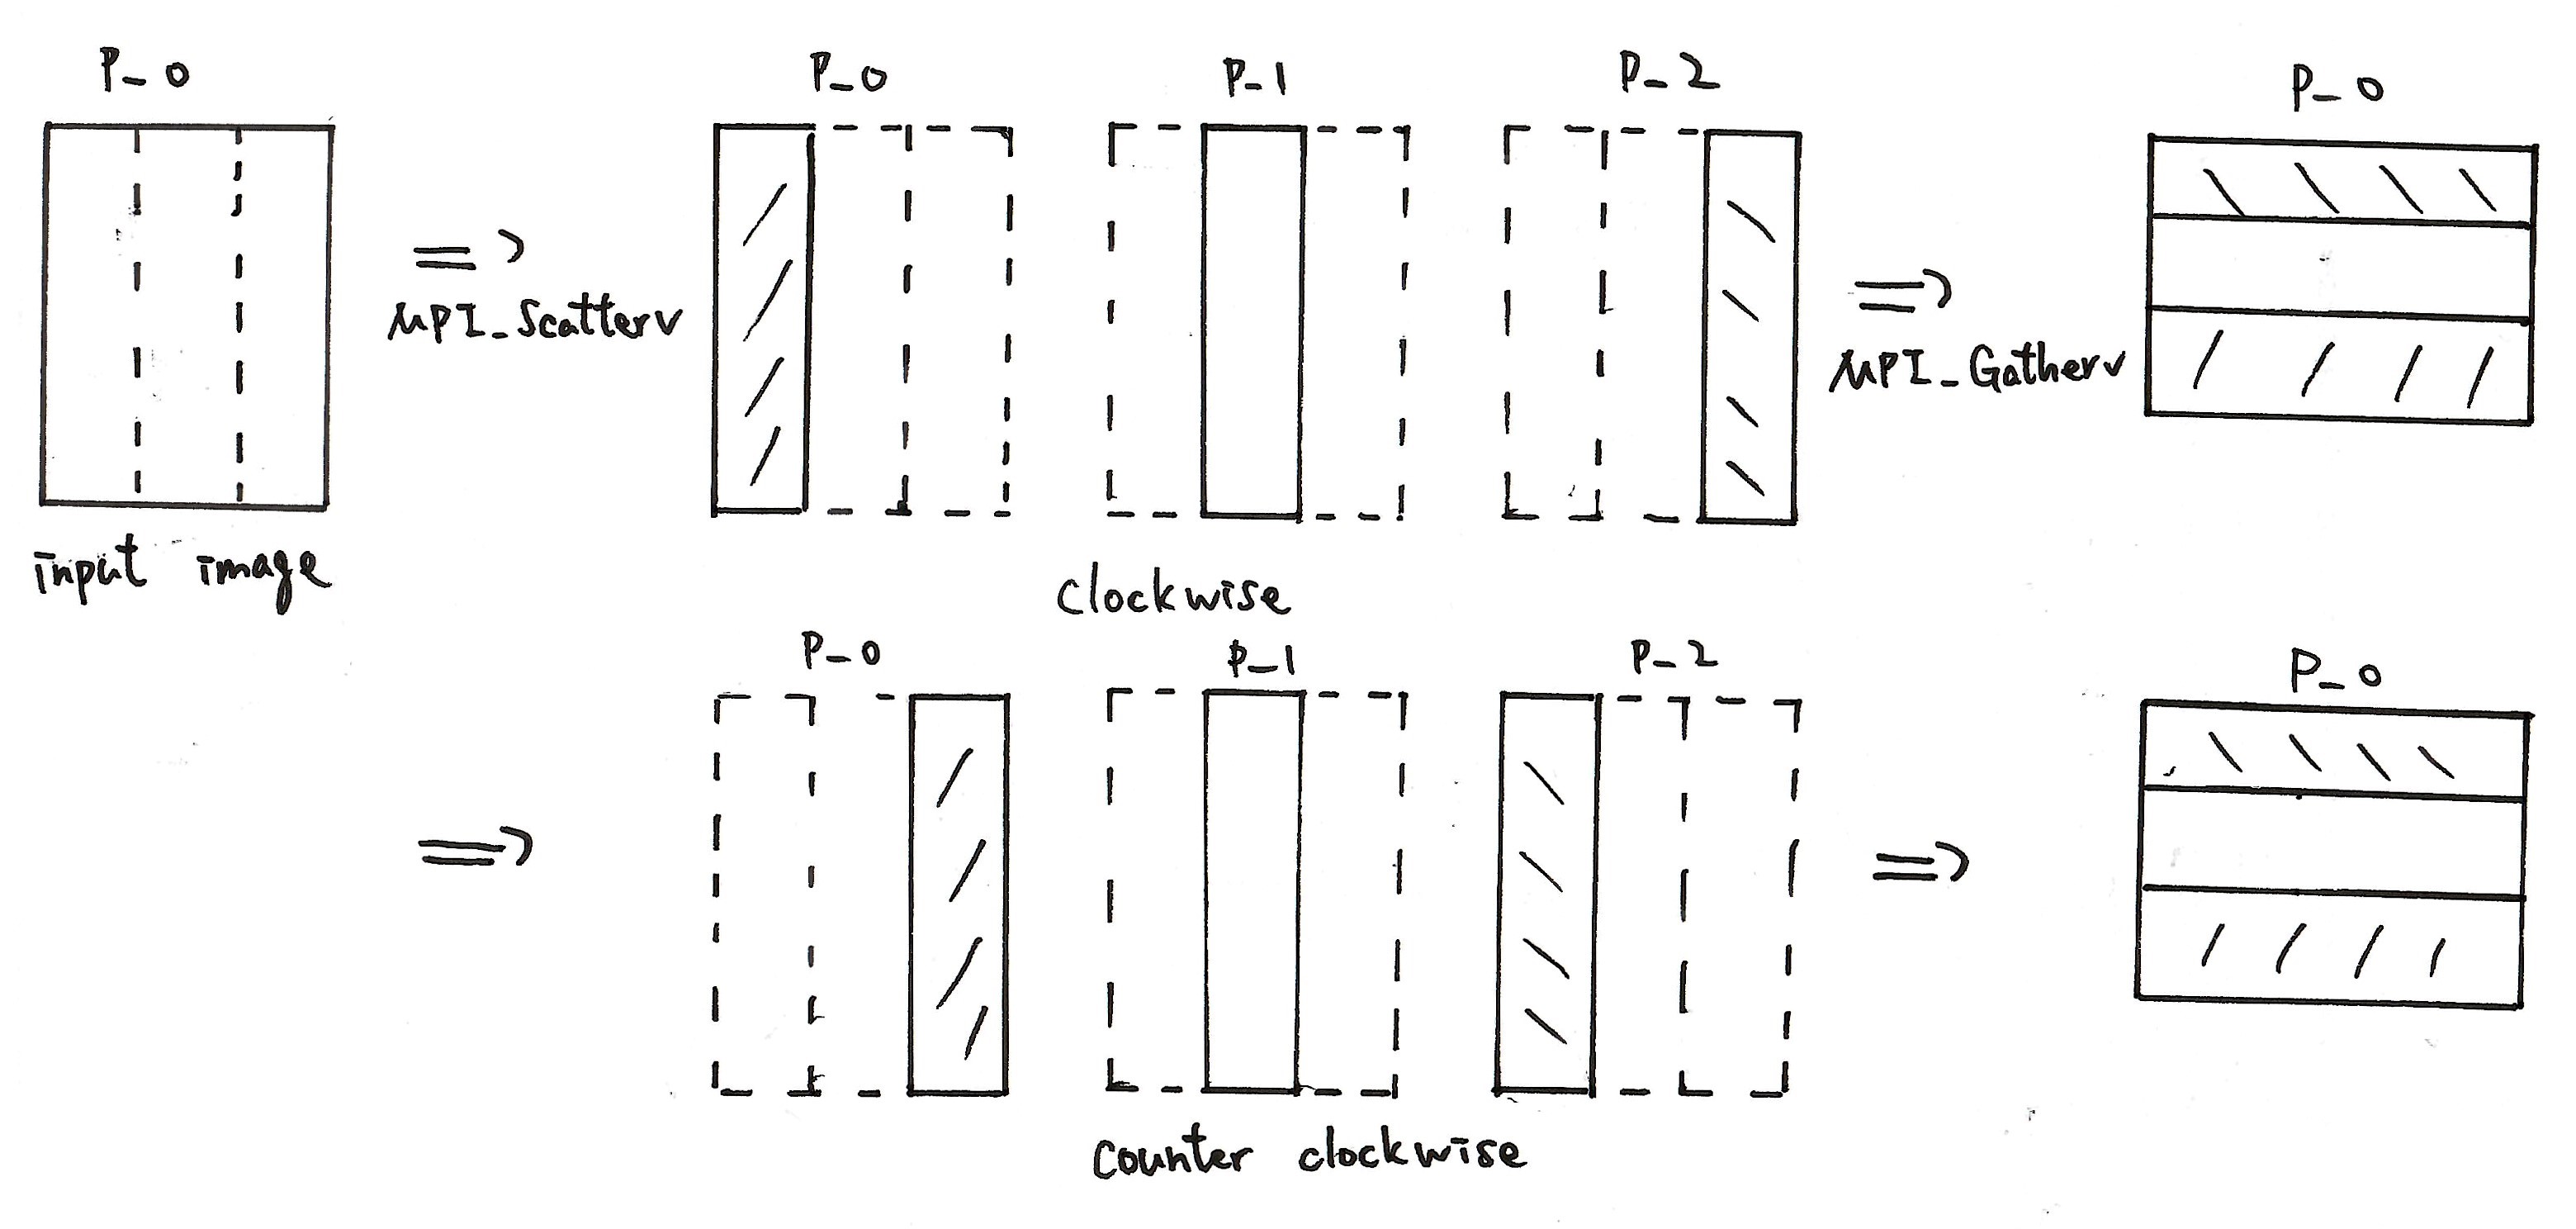 P_0
P_0
P_1
P_2
P_0
=>
MPI_Scatterv
=>
MPI_Gatherv
input image
Clockwise
P_0
P_1
P_2
P_0
=>
=>
Counter clockwise